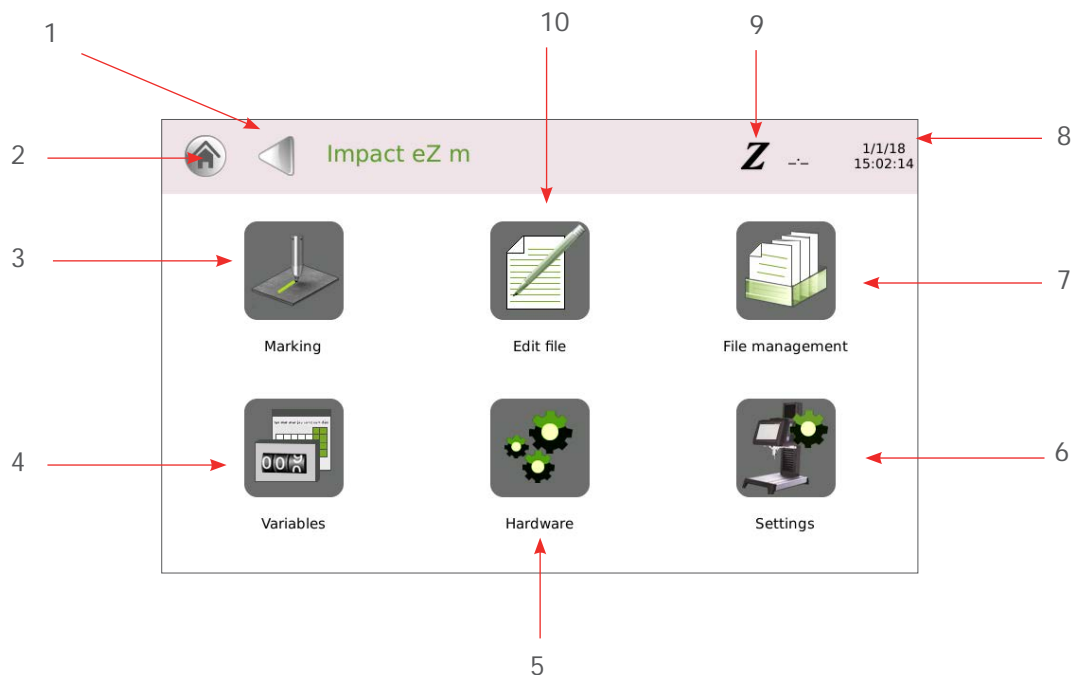 10
9
1
8
2
Impact eZ m
Z _._
1/1/18
15:02:14
3
7
Marking
Edit file
File management
4
6
Variables
Hardware
Settings
5